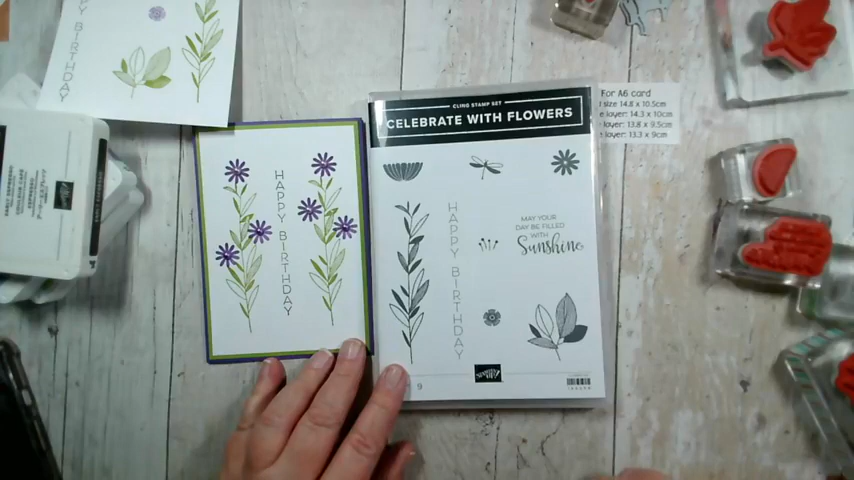 BIRTHDAY
CLING STAMP SET
CELEBRATE WITH FLOWERS
For A6 card
size 14.8 x 10.5cm
e layer: 14.3 x 10cm
e layer: 13.8 x 9.5cm
e layer: 13.3 x 9cm
HAPPY BIRTHDAY
HAPPY BIRTHDAY
MAY YOUR
DAY BE FILLED
WITH
Sunshine
9